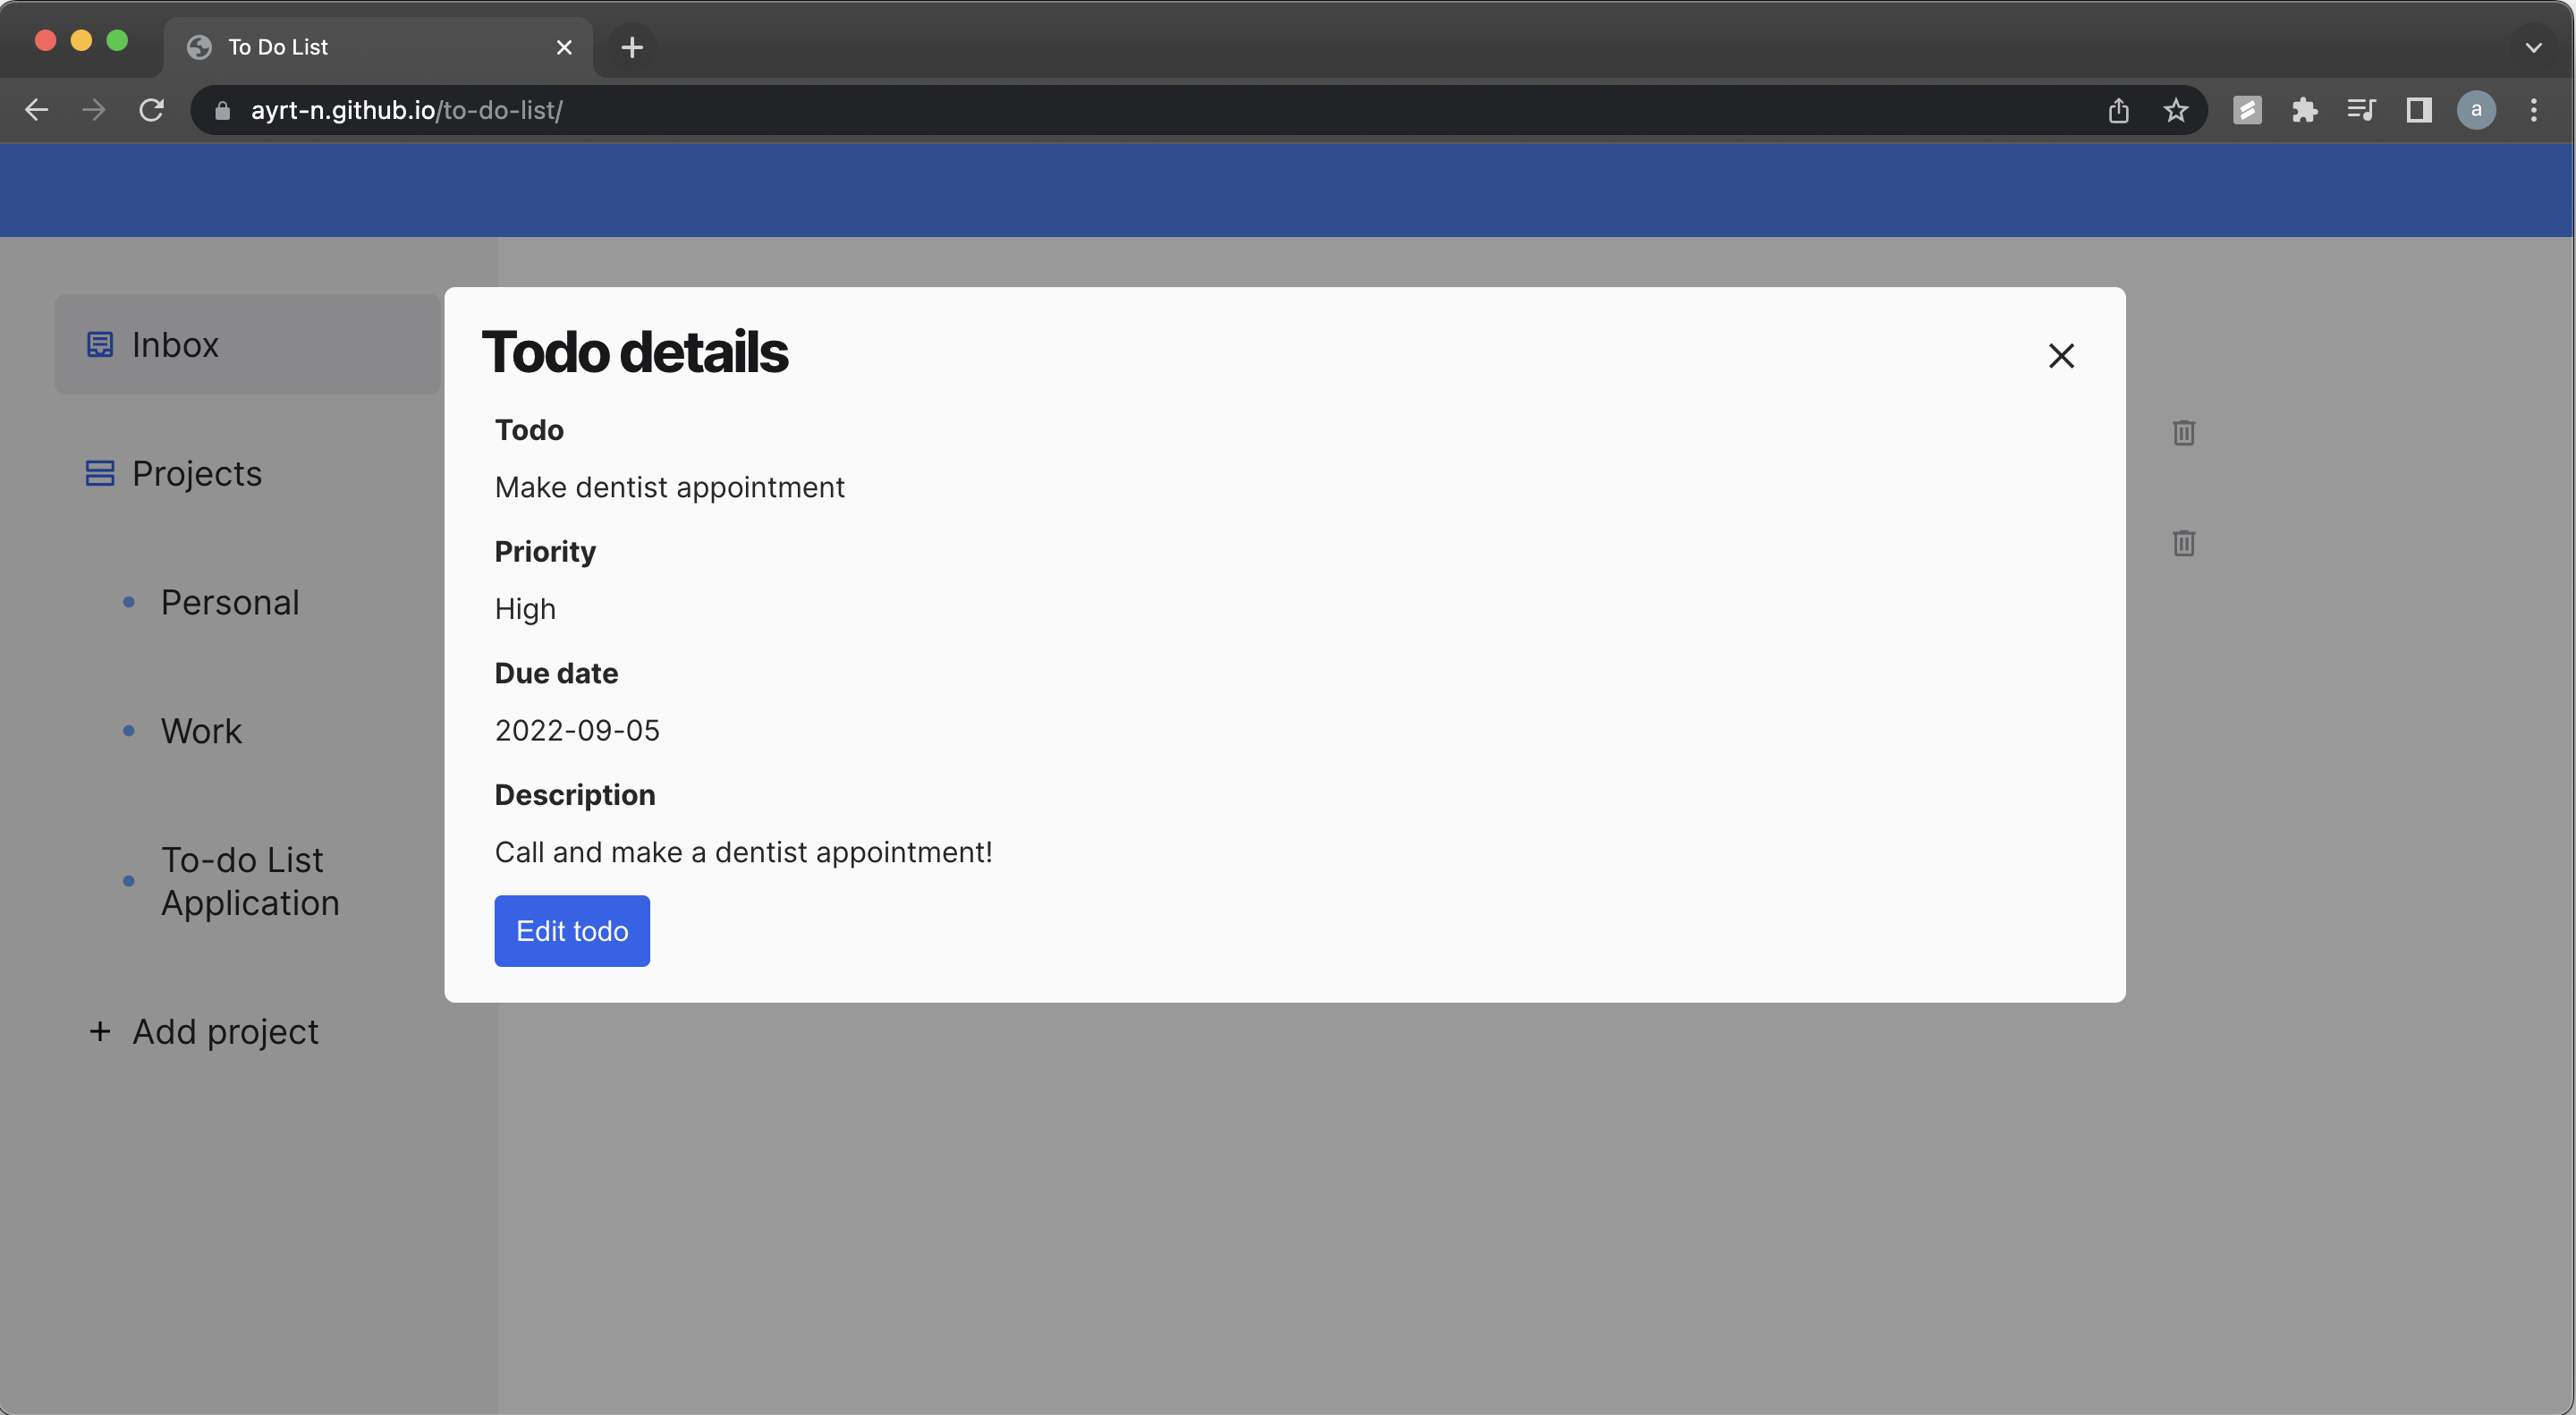 To Do List
ayrt-n.github.io/to-do-list/
a
Inbox
Projects
Personal
Work
To-do List
Application
Add project
Todo details
Todo
Make dentist appointment
Priority
High
Due date
2022-09-05
Description
Call and make a dentist appointment!
Edit todo